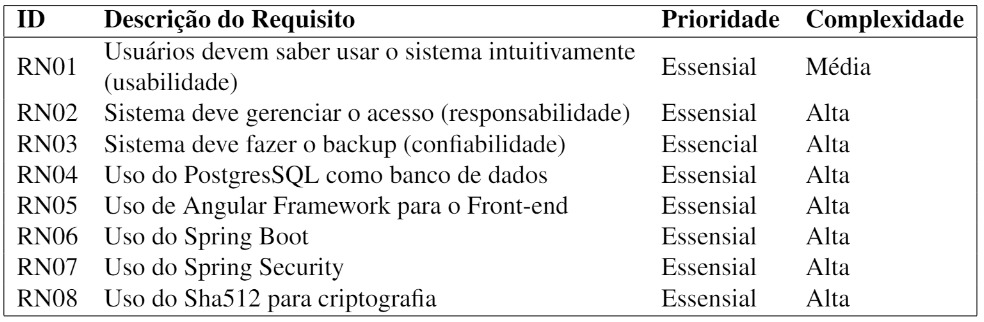 ID Descrição do Requisito Prioridade Complexidade
RN01 Usuários devem saber usar o sistema intuitivamente (usabilidade) Essensial Média
RN02 Sistema deve gerenciar o acesso (responsabilidade) Essensial Alta
RN03 Sistema deve fazer o backup (confiabilidade) Essencial Alta
RN04 Uso do PostgresSQL como banco de dados Essensial Alta
RN05 Uso de Angular Framework para o Front-end Essensial Alta
RN06 Uso do Spring Boot Essensial Alta
RN07 Uso do Spring Security Essensial Alta
RN08 Uso do Sha512 para criptografia Essensial Alta